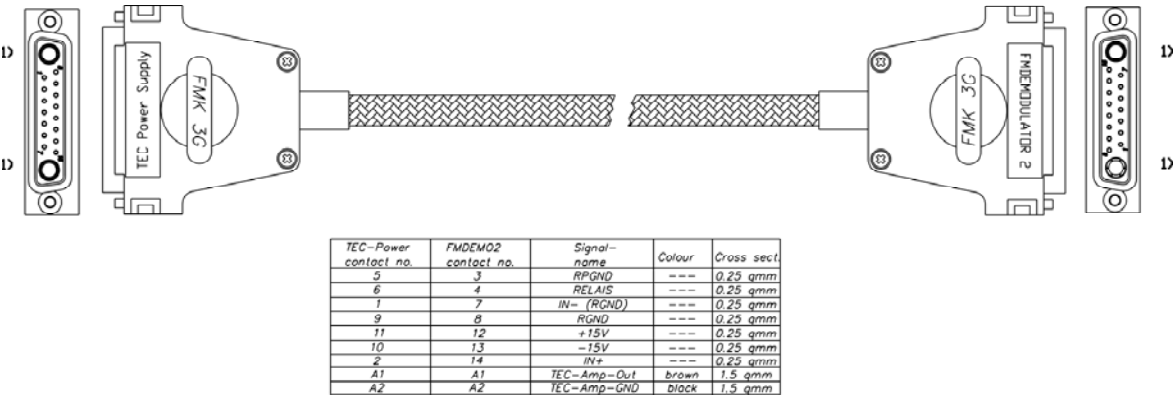 1)
1)
TEC Power Supply
FMK 3G
FMK 3G
FMDEMODULATOR 2
1)
1)
TEC-Power contact no. FMDEMO2 contact no. Signal-name Colour Cross sect.
5 3 RPGND --- 0.25 qmm
6 4 RELAIS --- 0.25 qmm
1 7 IN- (RGND) --- 0.25 qmm
9 8 RGND --- 0.25 qmm
11 12 +15V --- 0.25 qmm
10 13 -15V --- 0.25 qmm
2 14 IN+ --- 0.25 qmm
A1 A1 TEC-Amp-Out brown 1.5 qmm
A2 A2 TEC-Amp-GND black 1.5 qmm